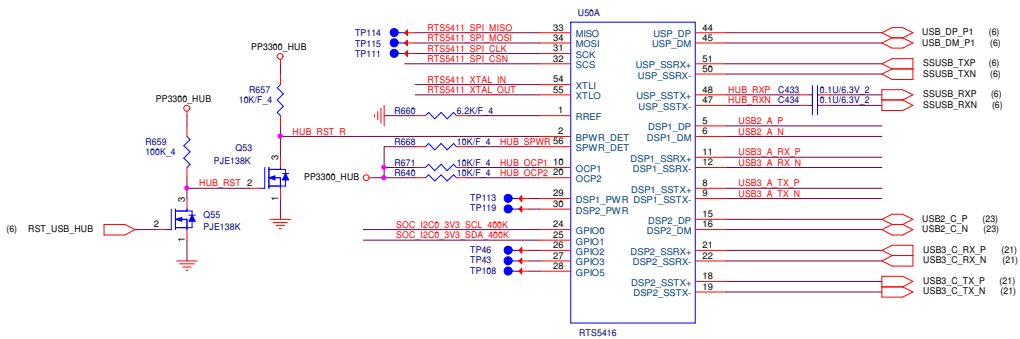 U50A
RTS5411_SPI_MISO 33 MISO
TP114
RTS5411_SPI_MOSI 34 MOSI
TP115
RTS5411_SPI_CLK 31 SCK
TP111
RTS5411_SPI_CSN 32 SCS
RTS5411_XTAL_IN 54 XTLI
RTS5411_XTAL_OUT 55 XTLO
R660 6.2K/F_4 1 RREF
HUB_RST_R 2 BPWR_DET
R668 10K/F_4 HUB_SPWR 56 SPWR_DET
R671 10K/F_4 HUB_OCP1 10 OCP1
R640 10K/F_4 HUB_OCP2 20 OCP2
PP3300_HUB
TP113 29 DSP1_PWR
TP119 30 DSP2_PWR
SOC_I2C0_3V3_SCL_400K 24 GPIO0
SOC_I2C0_3V3_SDA_400K 25 GPIO1
TP46 26 GPIO2
TP43 27 GPIO3
TP108 28 GPIO5
PP3300_HUB
R657
10K/F_4
PP3300_HUB
R659
100K_4
Q53
PJE138K
3
HUB_RST 2
1
3
Q55
PJE138K
(6) RST_USB_HUB 2
1
USP_DP 44 USB_DP_P1 (6)
USP_DM 45 USB_DM_P1 (6)
USP_SSRX+ 51 SSUSB_TXP (6)
USP_SSRX- 50 SSUSB_TXN (6)
USP_SSTX+ 48 HUB_RXP C433 0.1U/6.3V_2 SSUSB_RXP (6)
USP_SSTX- 47 HUB_RXN C434 0.1U/6.3V_2 SSUSB_RXN (6)
DSP1_DP 5 USB2_A_P
DSP1_DM 6 USB2_A_N
DSP1_SSRX+ 11 USB3_A_RX_P
DSP1_SSRX- 12 USB3_A_RX_N
DSP1_SSTX+ 8 USB3_A_TX_P
DSP1_SSTX- 9 USB3_A_TX_N
DSP2_DP 15 USB2_C_P (23)
DSP2_DM 16 USB2_C_N (23)
DSP2_SSRX+ 21 USB3_C_RX_P (21)
DSP2_SSRX- 22 USB3_C_RX_N (21)
DSP2_SSTX+ 18 USB3_C_TX_P (21)
DSP2_SSTX- 19 USB3_C_TX_N (21)
RTS5416